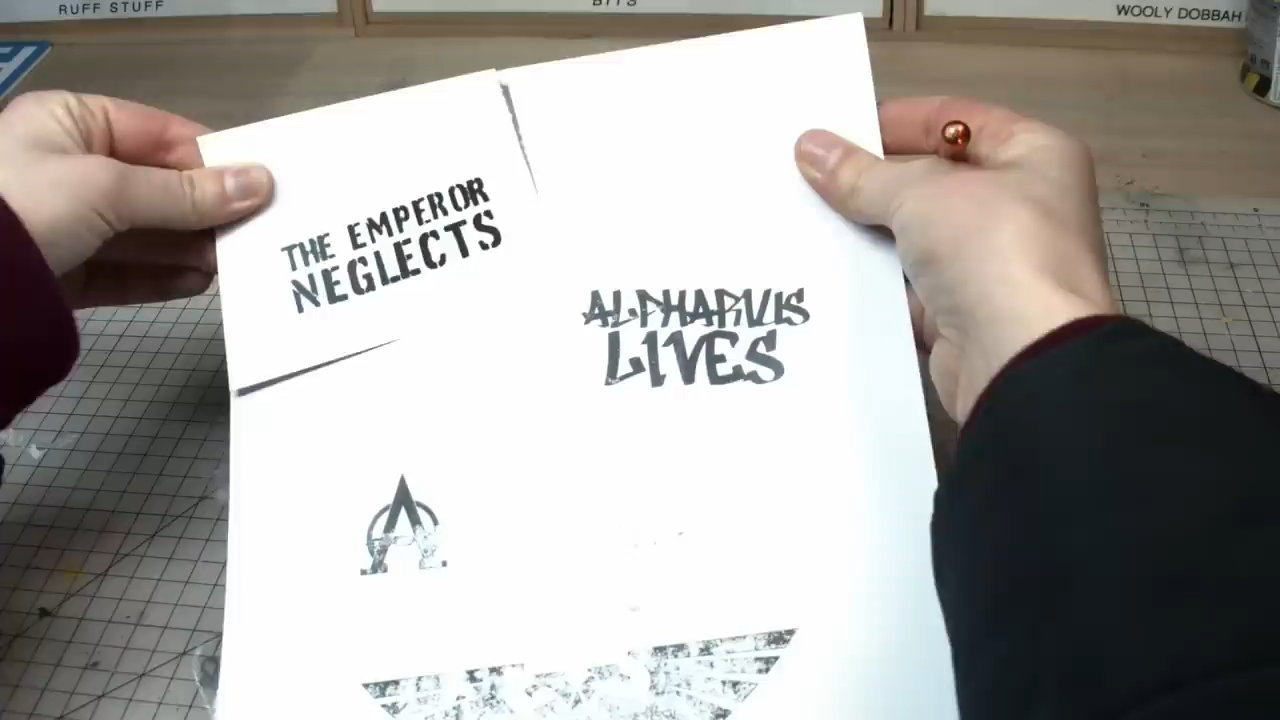 RUFF STUFF
BITS
WOOLY DOBBAH
THE EMPEROR
NEGLECTS
ALPHARIUS
LIVES